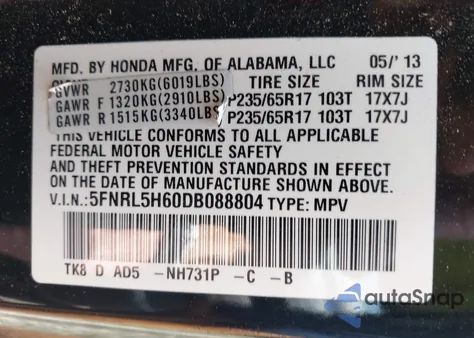 MFD. BY HONDA MFG. OF ALABAMA, LLC 05/'13
GVWR 2730KG(6019LBS) TIRE SIZE RIM SIZE
GAWR F 1320KG(2910LBS) P235/65R17 103T 17X7J
GAWR R 1515KG(3340LBS) P235/65R17 103T 17X7J
THIS VEHICLE CONFORMS TO ALL APPLICABLE
FEDERAL MOTOR VEHICLE SAFETY
AND THEFT PREVENTION STANDARDS IN EFFECT
ON THE DATE OF MANUFACTURE SHOWN ABOVE.
V.I.N.:5FNRL5H60DB088804 TYPE: MPV
TK8 D AD5 -NH731P -C -B
autoSnap